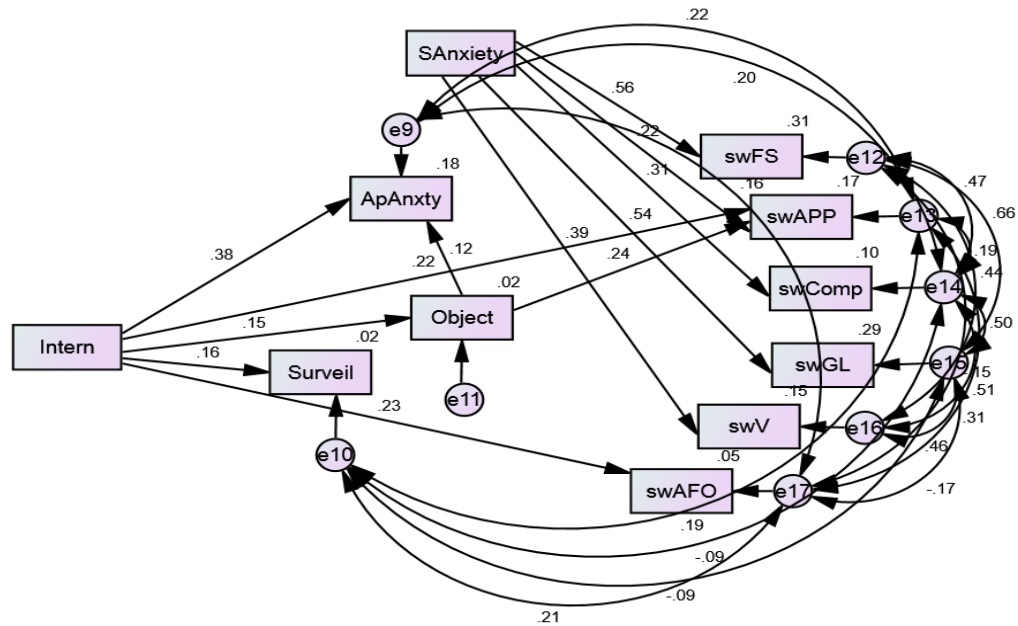 .22
SAnxiety
.20
.56
.31
e9
.22
swFS
e12
.18
.31
.16
.17
.47
ApAnxty
swAPP
e13
.66
.54
.39
.38
.12
.24
.10
.19
.22
.44
.02
swComp
e14
Object
.15
.02
.29
.50
Intern
.16
Surveil
swGL
e15
.15
.15
.51
e11
.23
swV
e16
.31
.46
e10
.05
swAFO
e17
-.17
.19
-.09
-.09
.21